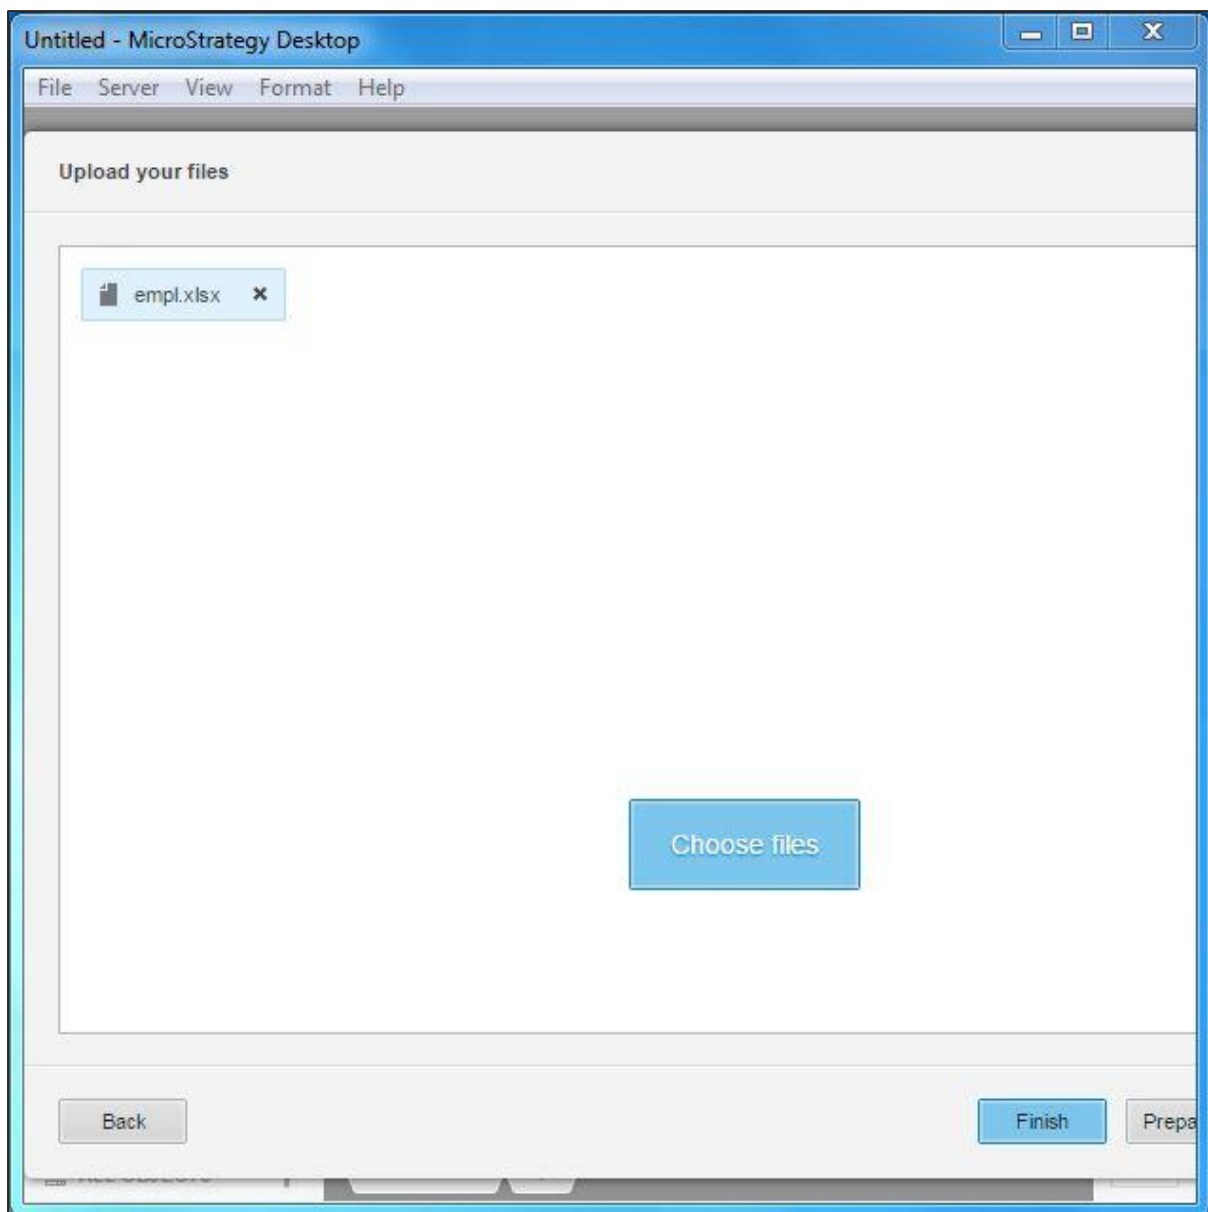 Untitled - MicroStrategy Desktop
File Server View Format Help
Upload your files
empl.xlsx
Choose files
Back Finish Prepa